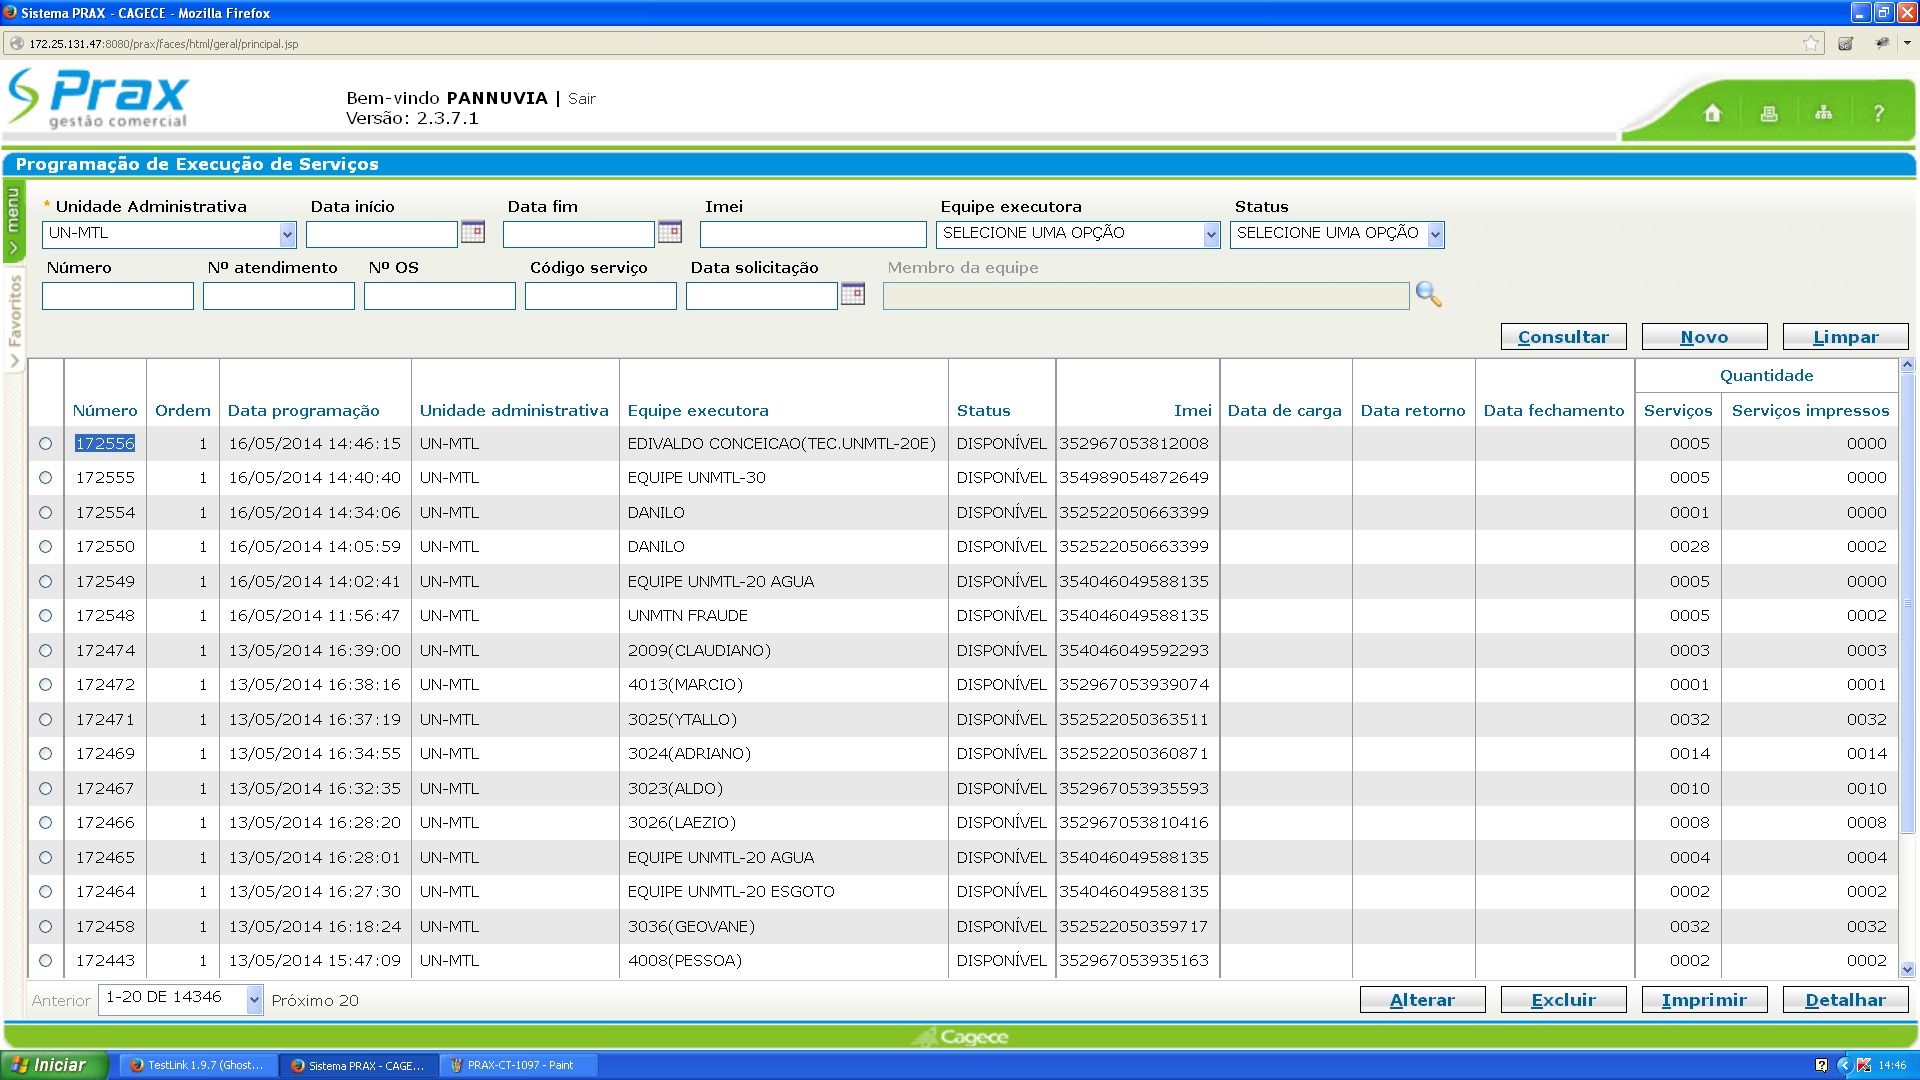 Sistema PRAX - CAGECE - Mozilla Firefox
172.25.131.47:8080/prax/faces/html/geral/principal.jsp
Prax
gestão comercial
Bem-vindo PANNUVIA | Sair
Versão: 2.3.7.1
?
Programação de Execução de Serviços
menu
Favoritos
* Unidade Administrativa Data início Data fim Imei Equipe executora Status
UN-MTL SELECIONE UMA OPÇÃO SELECIONE UMA OPÇÃO
Número Nº atendimento Nº OS Código serviço Data solicitação Membro da equipe
Consultar Novo Limpar
Quantidade
Número Ordem Data programação Unidade administrativa Equipe executora Status Imei Data de carga Data retorno Data fechamento Serviços Serviços impressos
172556 1 16/05/2014 14:46:15 UN-MTL EDIVALDO CONCEICAO(TEC.UNMTL-20E) DISPONÍVEL 352967053812008 0005 0000
172555 1 16/05/2014 14:40:40 UN-MTL EQUIPE UNMTL-30 DISPONÍVEL 354989054872649 0005 0000
172554 1 16/05/2014 14:34:06 UN-MTL DANILO DISPONÍVEL 352522050663399 0001 0000
172550 1 16/05/2014 14:05:59 UN-MTL DANILO DISPONÍVEL 352522050663399 0028 0002
172549 1 16/05/2014 14:02:41 UN-MTL EQUIPE UNMTL-20 AGUA DISPONÍVEL 354046049588135 0005 0000
172548 1 16/05/2014 11:56:47 UN-MTL UNMTN FRAUDE DISPONÍVEL 354046049588135 0005 0002
172474 1 13/05/2014 16:39:00 UN-MTL 2009(CLAUDIANO) DISPONÍVEL 354046049592293 0003 0003
172472 1 13/05/2014 16:38:16 UN-MTL 4013(MARCIO) DISPONÍVEL 352967053939074 0001 0001
172471 1 13/05/2014 16:37:19 UN-MTL 3025(YTALLO) DISPONÍVEL 352522050363511 0032 0032
172469 1 13/05/2014 16:34:55 UN-MTL 3024(ADRIANO) DISPONÍVEL 352522050360871 0014 0014
172467 1 13/05/2014 16:32:35 UN-MTL 3023(ALDO) DISPONÍVEL 352967053935593 0010 0010
172466 1 13/05/2014 16:28:20 UN-MTL 3026(LAEZIO) DISPONÍVEL 352967053810416 0008 0008
172465 1 13/05/2014 16:28:01 UN-MTL EQUIPE UNMTL-20 AGUA DISPONÍVEL 354046049588135 0004 0004
172464 1 13/05/2014 16:27:30 UN-MTL EQUIPE UNMTL-20 ESGOTO DISPONÍVEL 354046049588135 0002 0002
172458 1 13/05/2014 16:18:24 UN-MTL 3036(GEOVANE) DISPONÍVEL 352522050359717 0032 0032
172443 1 13/05/2014 15:47:09 UN-MTL 4008(PESSOA) DISPONÍVEL 352967053935163 0002 0002
Anterior 1-20 DE 14346 Próximo 20 Alterar Excluir Imprimir Detalhar
Cagece
Iniciar TestLink 1.9.7 (Ghost... Sistema PRAX - CAGE... PRAX-CT-1097 - Paint 14:46